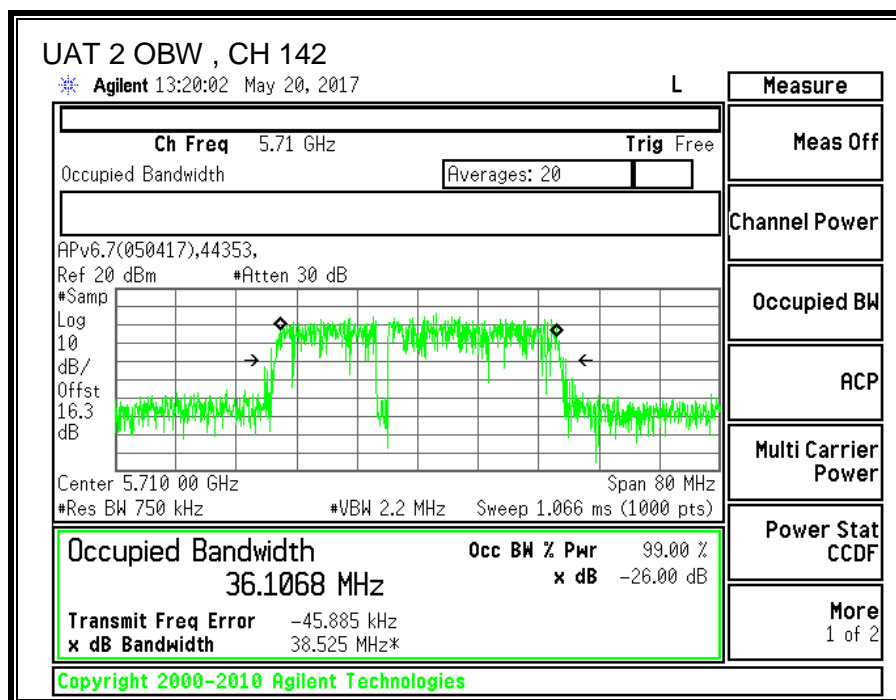 UAT 2 OBW , CH 142
Agilent 13:20:02 May 20, 2017 L
Measure
Ch Freq 5.71 GHz Trig Free
Meas Off
Occupied Bandwidth Averages: 20
Channel Power
APv6.7(050417),44353,
Ref 20 dBm #Atten 30 dB
#Samp
Log
10
dB/
Offst
16.3
dB
Occupied BW
ACP
Multi Carrier
Power
Center 5.710 00 GHz Span 80 MHz
#Res BW 750 kHz #VBW 2.2 MHz Sweep 1.066 ms (1000 pts)
Power Stat
CCDF
Occupied Bandwidth Occ BW % Pwr 99.00 %
36.1068 MHz x dB -26.00 dB
Transmit Freq Error -45.885 kHz
x dB Bandwidth 38.525 MHz*
More
1 of 2
Copyright 2000-2010 Agilent Technologies